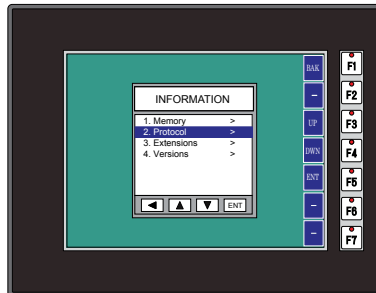 INFORMATION
1. Memory >
2. Protocol >
3. Extensions >
4. Versions >
ENT
BAK
–
UP
DWN
ENT
–
–
F1
F2
F3
F4
F5
F6
F7